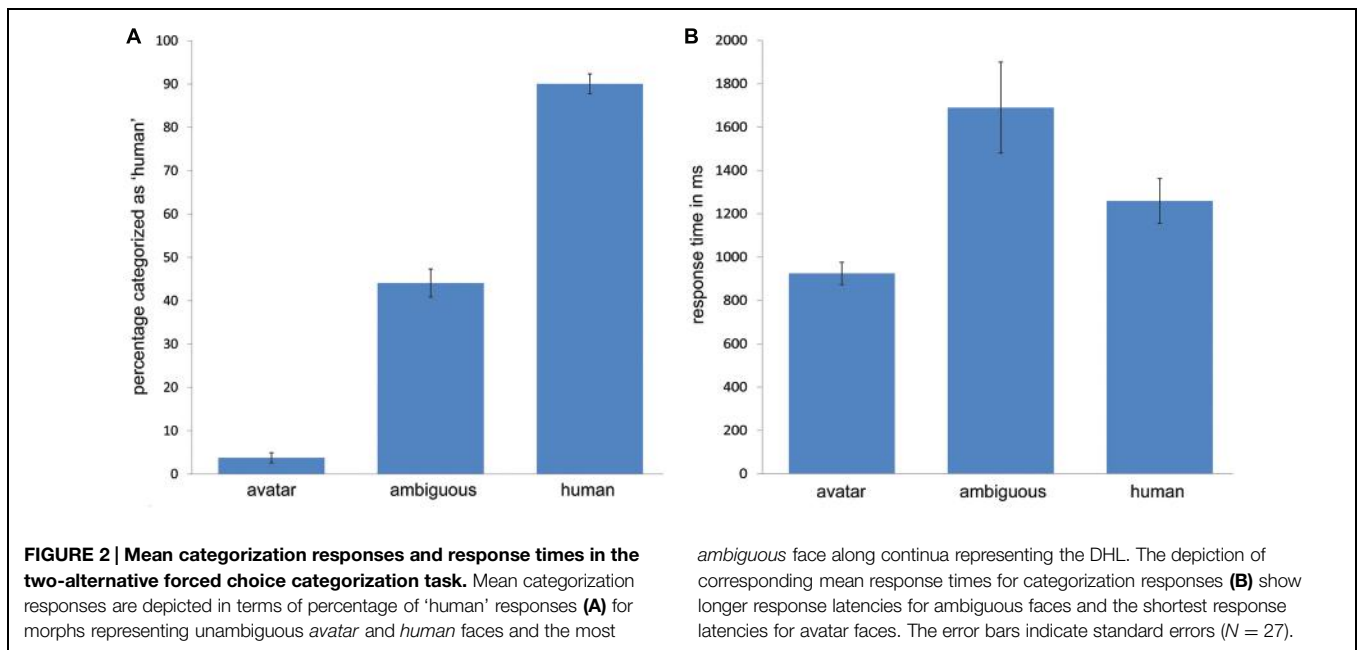 A
100
90
80
70
60
50
40
30
20
10
0
percentage categorized as ‘human’
avatar ambiguous human
B
2000
1800
1600
1400
1200
1000
800
600
400
200
0
response time in ms
avatar ambiguous human
FIGURE 2 | Mean categorization responses and response times in the
two-alternative forced choice categorization task. Mean categorization
responses are depicted in terms of percentage of ‘human’ responses (A) for
morphs representing unambiguous avatar and human faces and the most
ambiguous face along continua representing the DHL. The depiction of
corresponding mean response times for categorization responses (B) show
longer response latencies for ambiguous faces and the shortest response
latencies for avatar faces. The error bars indicate standard errors (N = 27).